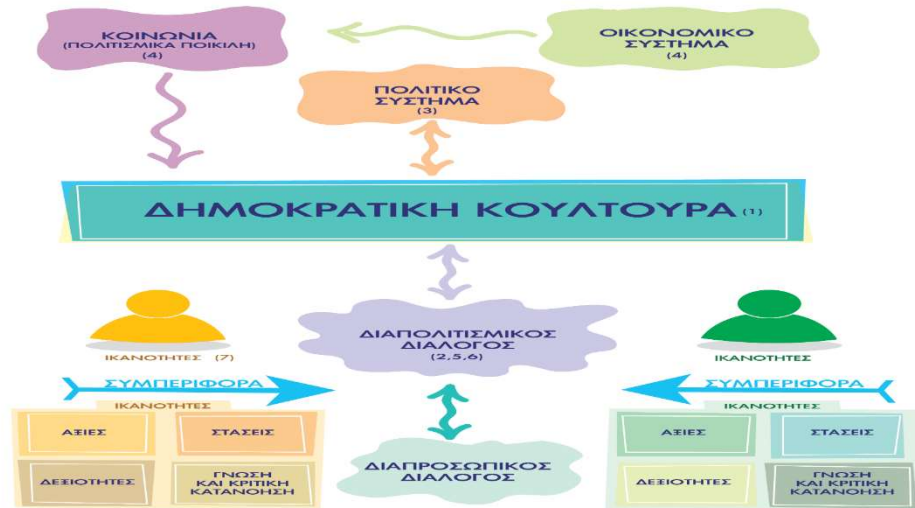 ΚΟΙΝΩΝΙΑ
(ΠΟΛΙΤΙΣΜΙΚΑ ΠΟΙΚΙΛΗ)
(4)
ΟΙΚΟΝΟΜΙΚΟ
ΣΥΣΤΗΜΑ
(4)
ΠΟΛΙΤΙΚΟ
ΣΥΣΤΗΜΑ
(3)
ΔΗΜΟΚΡΑΤΙΚΗ ΚΟΥΛΤΟΥΡΑ (1)
ΔΙΑΠΟΛΙΤΙΣΜΙΚΟΣ
ΔΙΑΛΟΓΟΣ
(2,5,6)
ΙΚΑΝΟΤΗΤΕΣ (7)
ΣΥΜΠΕΡΙΦΟΡΑ
ΙΚΑΝΟΤΗΤΕΣ
ΑΞΙΕΣ
ΣΤΑΣΕΙΣ
ΔΕΞΙΟΤΗΤΕΣ
ΓΝΩΣΗ
ΚΑΙ ΚΡΙΤΙΚΗ
ΚΑΤΑΝΟΗΣΗ
ΔΙΑΠΡΟΣΩΠΙΚΟΣ
ΔΙΑΛΟΓΟΣ
ΙΚΑΝΟΤΗΤΕΣ
ΣΥΜΠΕΡΙΦΟΡΑ
ΙΚΑΝΟΤΗΤΕΣ
ΑΞΙΕΣ
ΣΤΑΣΕΙΣ
ΔΕΞΙΟΤΗΤΕΣ
ΓΝΩΣΗ
ΚΑΙ ΚΡΙΤΙΚΗ
ΚΑΤΑΝΟΗΣΗ